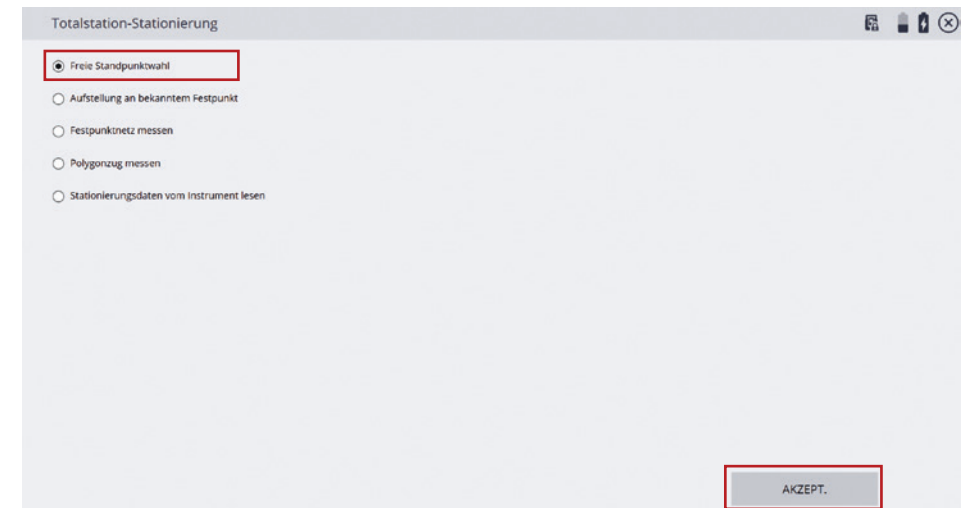 Totalstation-Stationierung
Freie Standpunktwahl
Aufstellung an bekanntem Festpunkt
Festpunktnetz messen
Polygonzug messen
Stationierungsdaten vom Instrument lesen
AKZEPT.